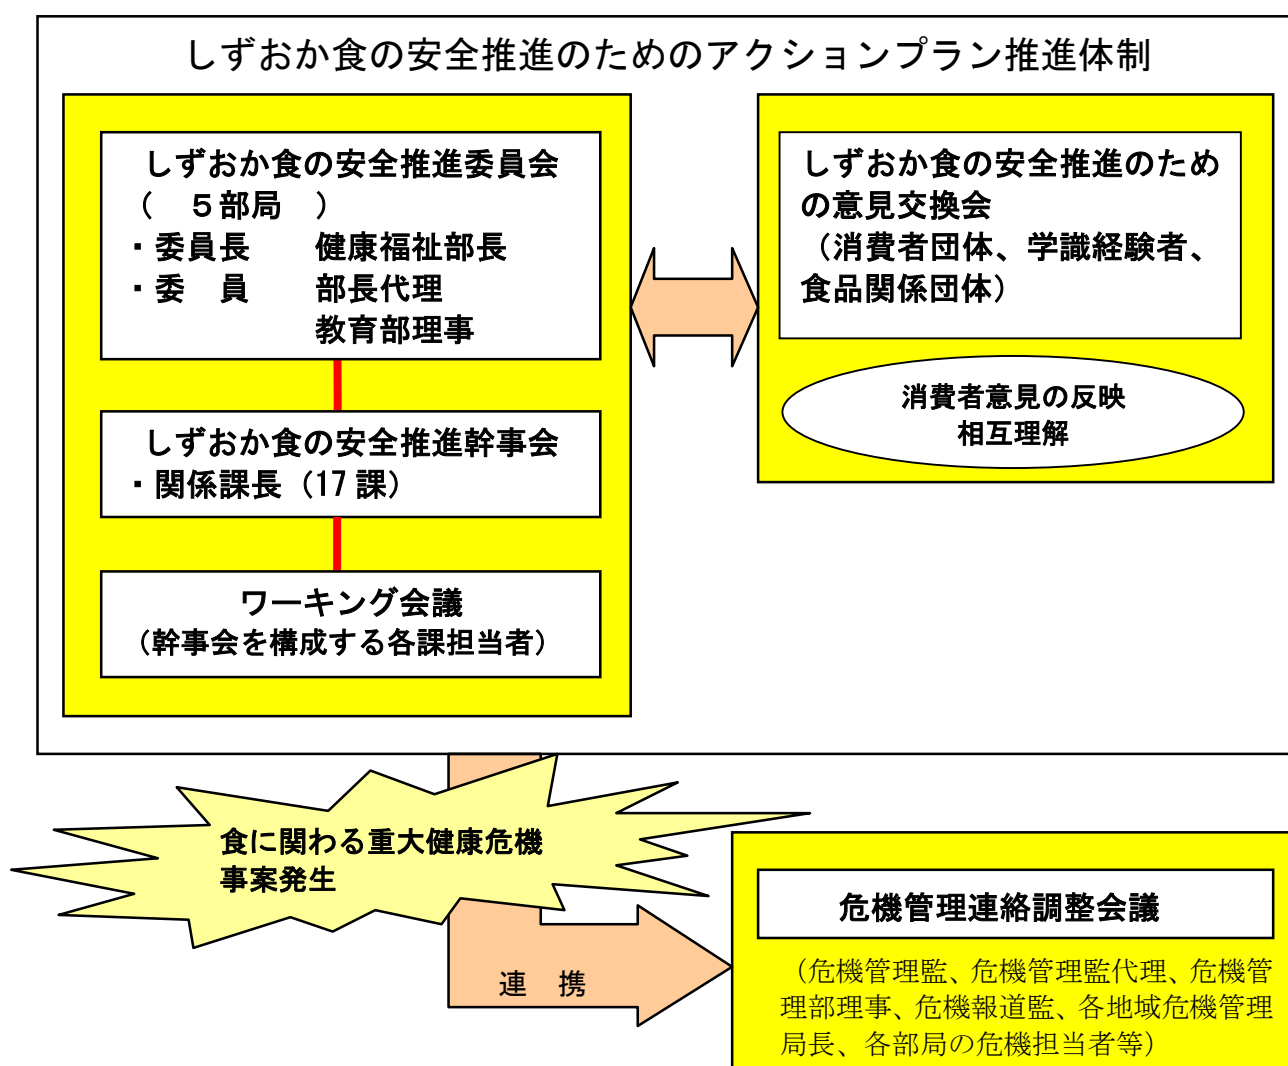 しずおか食の安全推進のためのアクションプラン推進体制
しずおか食の安全推進委員会
（　５部局　）
・委員長　　健康福祉部長
・委　員　　部長代理
教育部理事
しずおか食の安全推進幹事会
・関係課長（17 課）
ワーキング会議
（幹事会を構成する各課担当者）
しずおか食の安全推進のため
の意見交換会
（消費者団体、学識経験者、
食品関係団体）
消費者意見の反映
相互理解
食に関わる重大健康危機
事案発生
連　携
危機管理連絡調整会議
（危機管理監、危機管理監代理、危機管
理部理事、危機報道監、各地域危機管理
局長、各部局の危機担当者等）